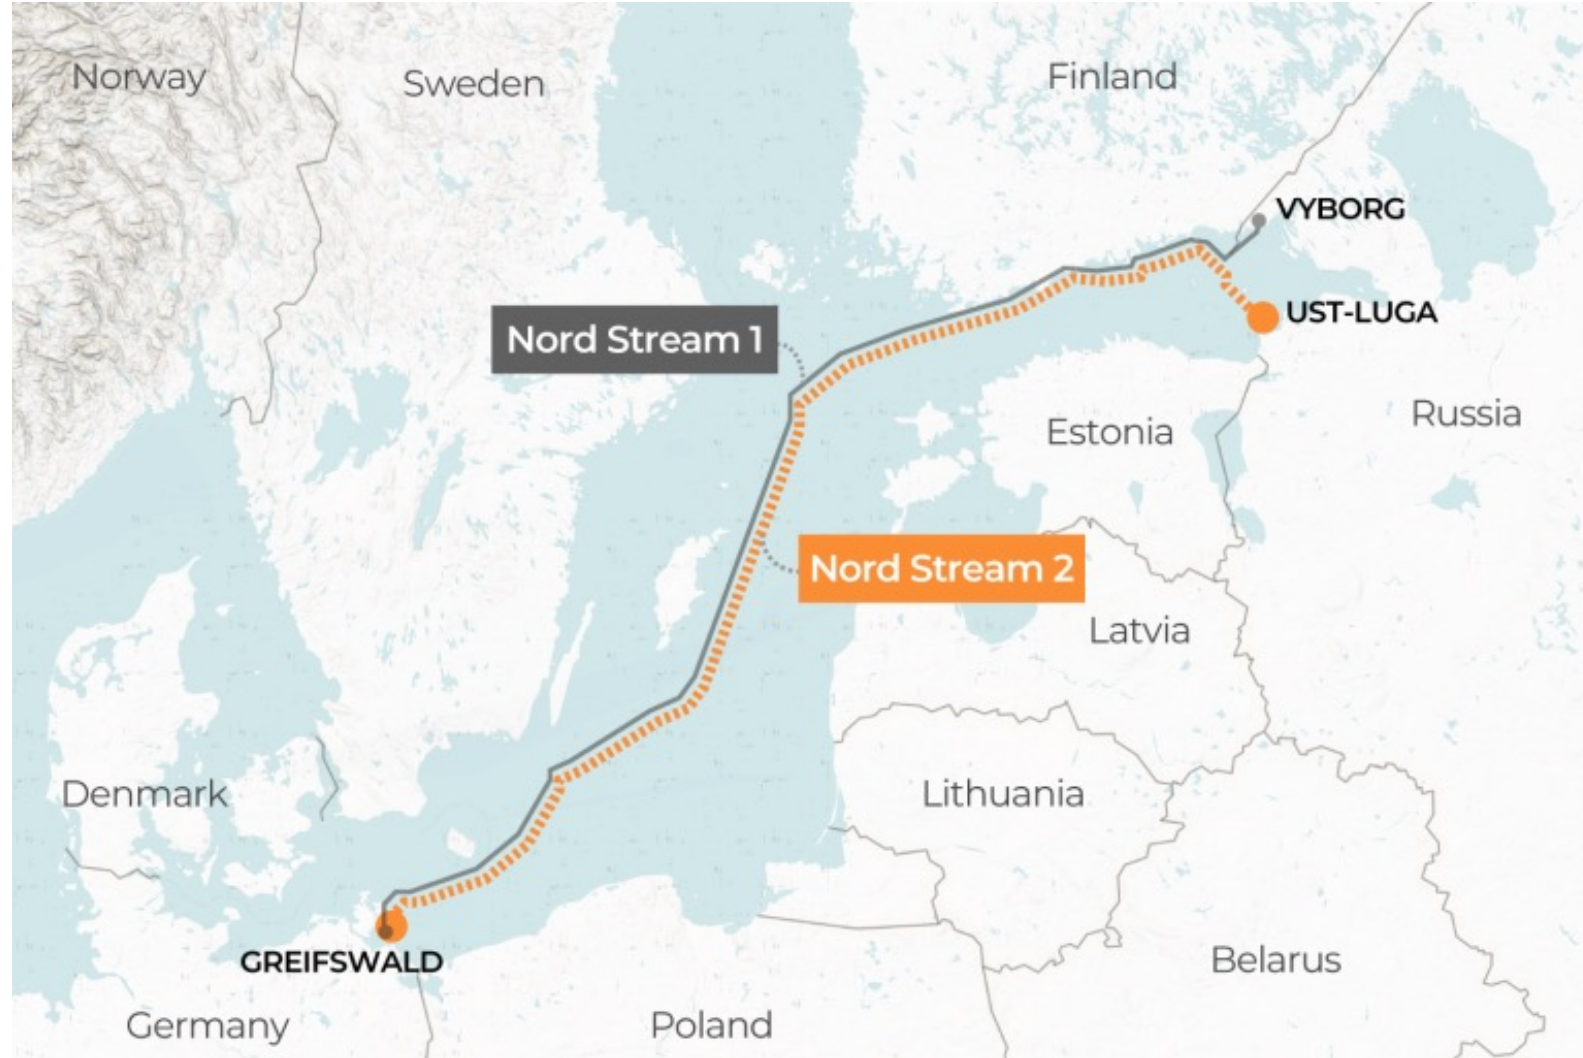 Norway
Sweden
Finland
VYBORG
UST-LUGA
Nord Stream 1
Russia
Estonia
Nord Stream 2
Latvia
Denmark
Lithuania
GREIFSWALD
Belarus
Germany
Poland